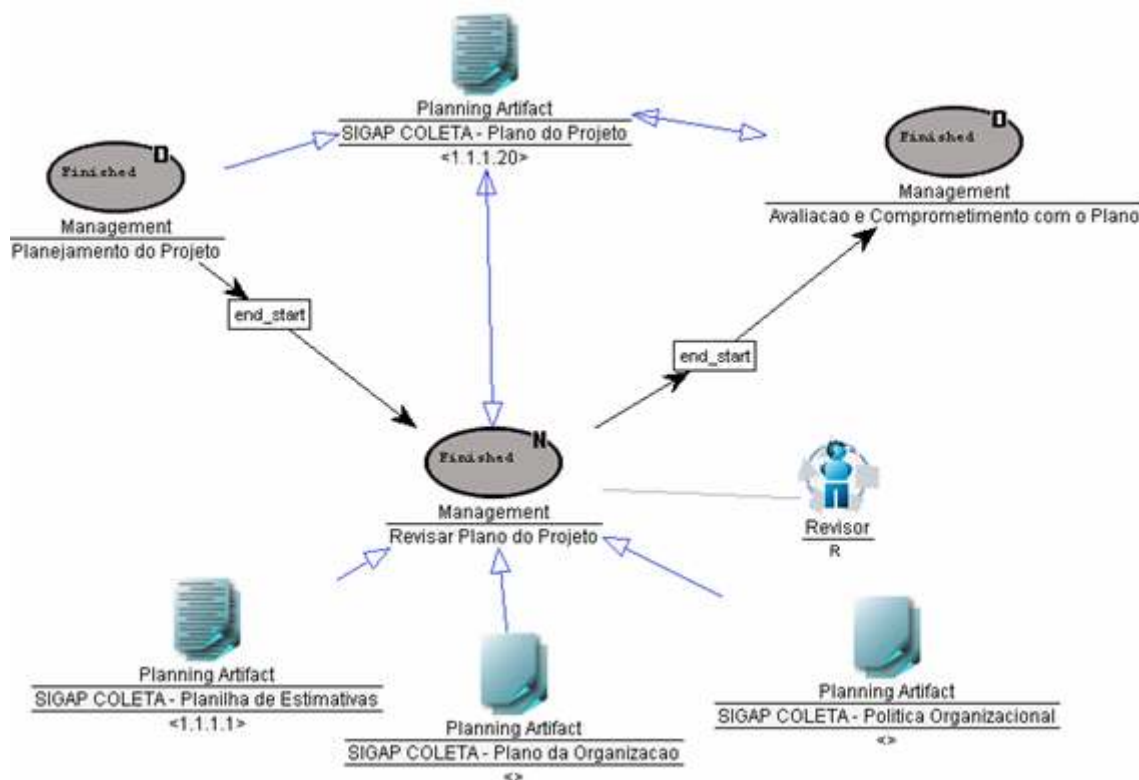 Planning Artifact
SIGAP COLETA - Plano do Projeto
<1.1.1.20>
D
Finished
Management
Planejamento do Projeto
D
Finished
Management
Avaliacao e Comprometimento com o Plano
end_start
end_start
N
Finished
Management
Revisar Plano do Projeto
Revisor
R
Planning Artifact
SIGAP COLETA - Planilha de Estimativas
<1.1.1.1>
Planning Artifact
SIGAP COLETA - Plano da Organizacao
<>
Planning Artifact
SIGAP COLETA - Politica Organizacional
<>